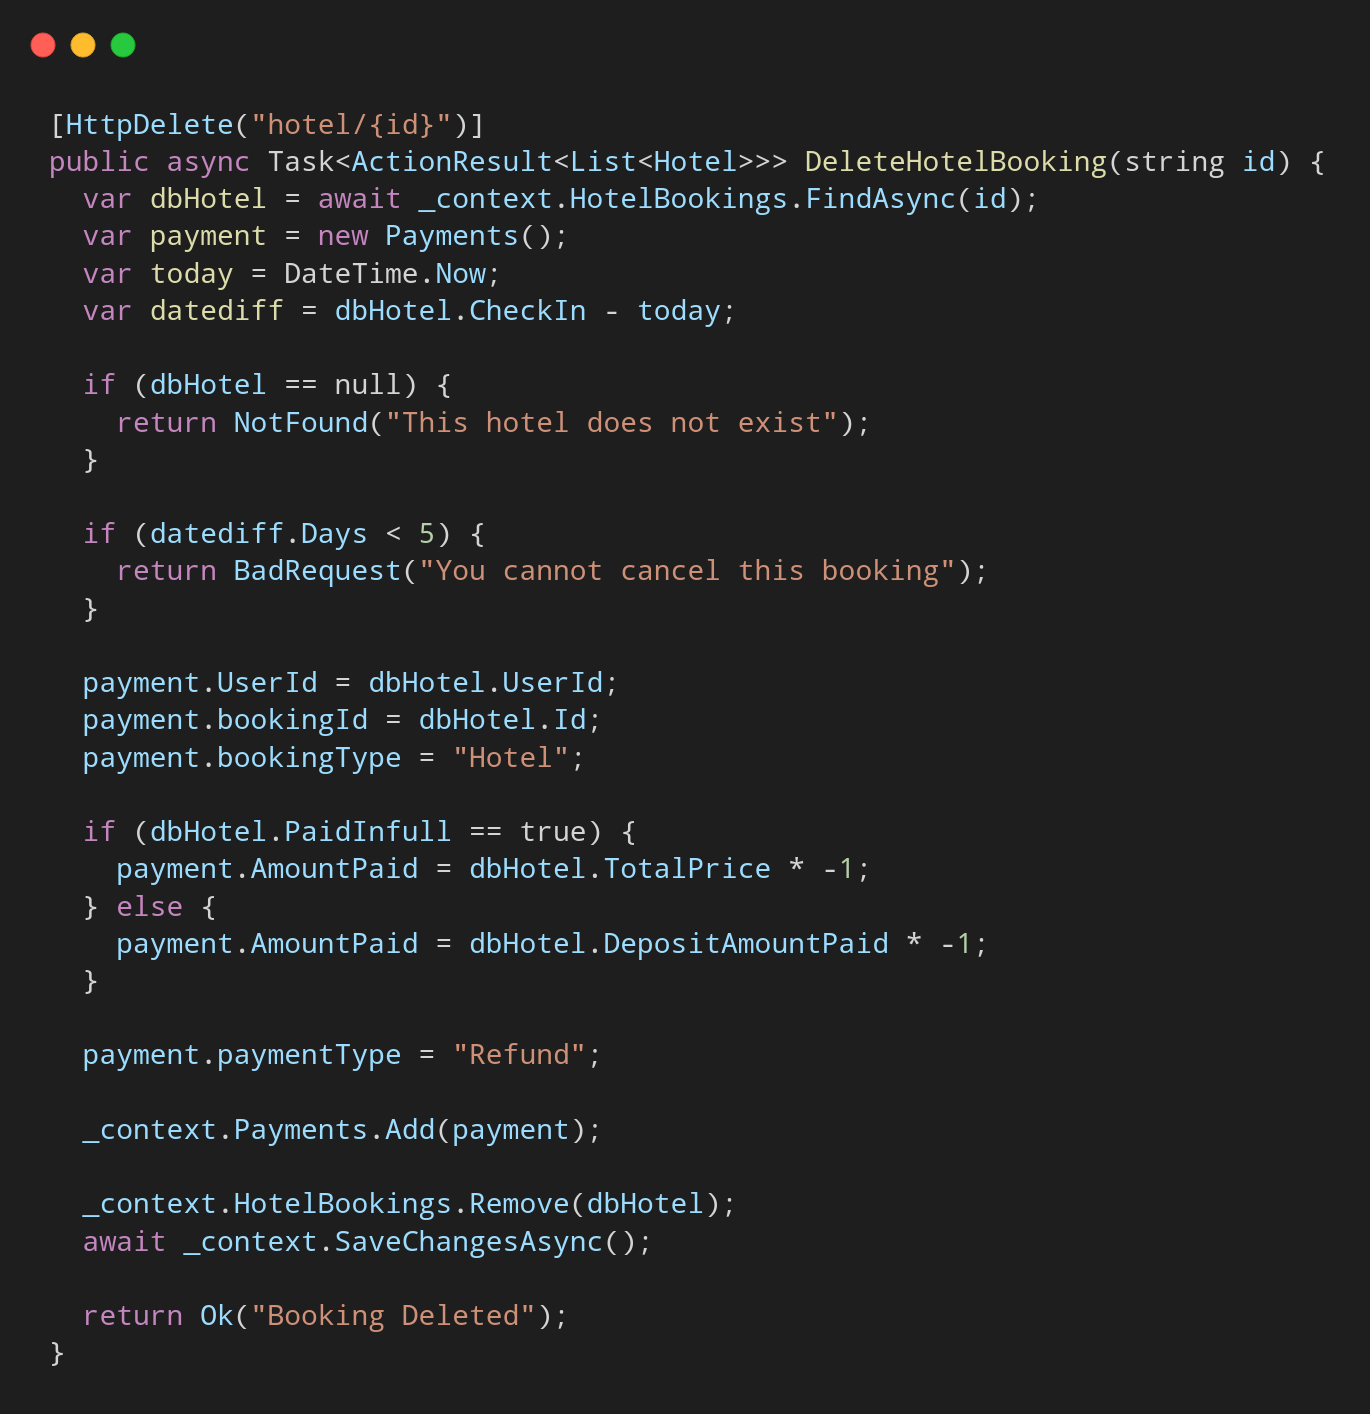 [HttpDelete("hotel/{id}")]
public async Task<ActionResult<List<Hotel>>> DeleteHotelBooking(string id) {
  var dbHotel = await _context.HotelBookings.FindAsync(id);
  var payment = new Payments();
  var today = DateTime.Now;
  var datediff = dbHotel.CheckIn - today;

  if (dbHotel == null) {
    return NotFound("This hotel does not exist");
  }

  if (datediff.Days < 5) {
    return BadRequest("You cannot cancel this booking");
  }

  payment.UserId = dbHotel.UserId;
  payment.bookingId = dbHotel.Id;
  payment.bookingType = "Hotel";

  if (dbHotel.PaidInfull == true) {
    payment.AmountPaid = dbHotel.TotalPrice * -1;
  } else {
    payment.AmountPaid = dbHotel.DepositAmountPaid * -1;
  }

  payment.paymentType = "Refund";

  _context.Payments.Add(payment);

  _context.HotelBookings.Remove(dbHotel);
  await _context.SaveChangesAsync();

  return Ok("Booking Deleted");
}